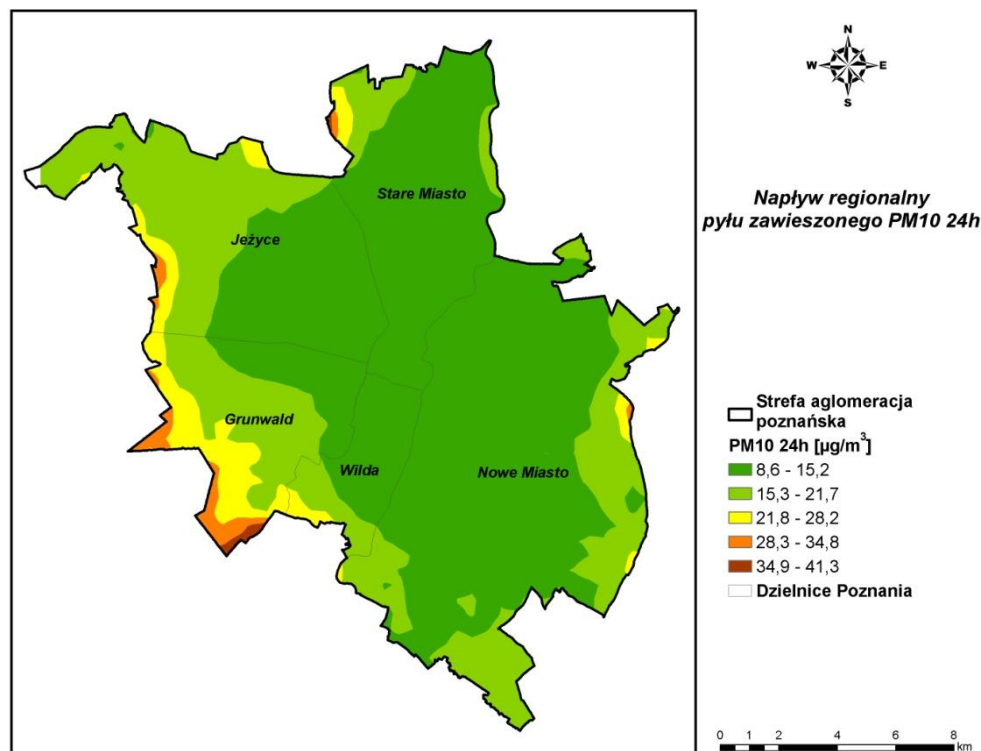 N
W E
S
Napływ regionalny
pyłu zawieszonego PM10 24h
Stare Miasto
Jeżyce
Grunwald
Wilda
Nowe Miasto
Strefa aglomeracja
poznańska
PM10 24h [µg/m³]
8,6 - 15,2
15,3 - 21,7
21,8 - 28,2
28,3 - 34,8
34,9 - 41,3
Dzielnice Poznania
0 1 2 4 6 8
km